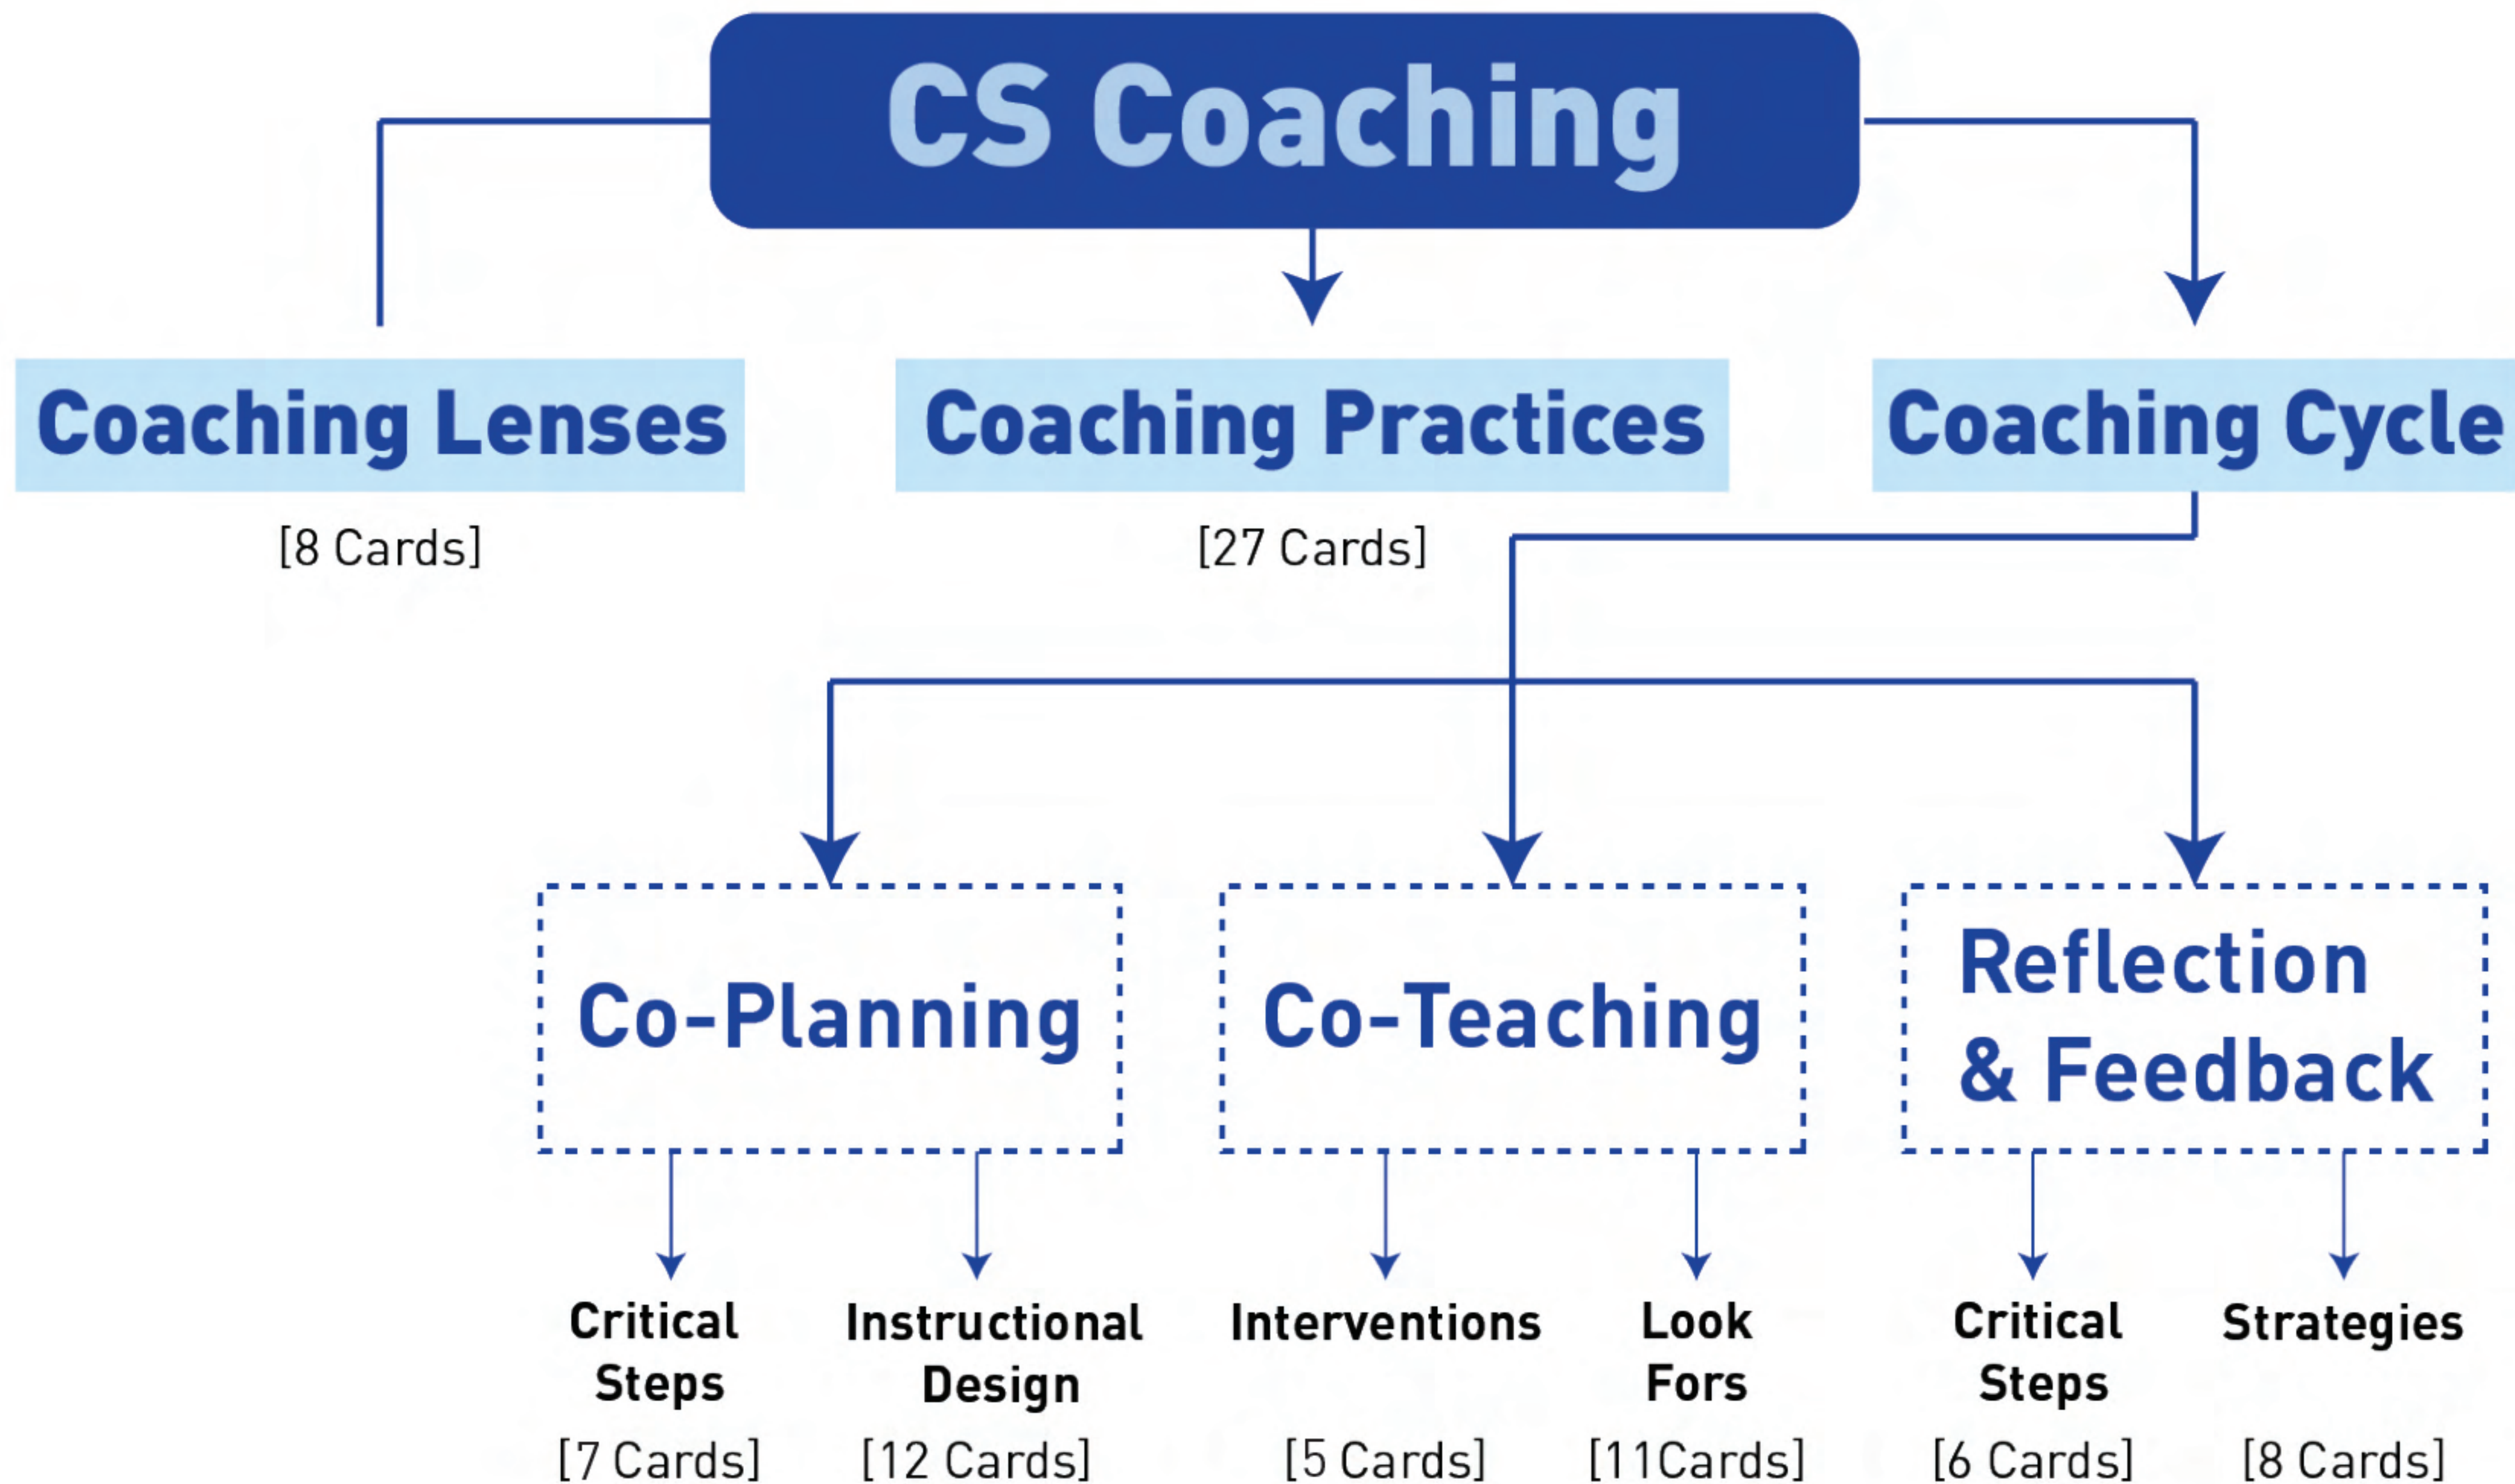 CS Coaching
Coaching Lenses
[8 Cards]
Coaching Practices
[27 Cards]
Coaching Cycle
Co-Planning
Co-Teaching
Reflection
& Feedback
Critical
Steps
[7 Cards]
Instructional
Design
[12 Cards]
Interventions
[5 Cards]
Look
Fors
[11Cards]
Critical
Steps
[6 Cards]
Strategies
[8 Cards]